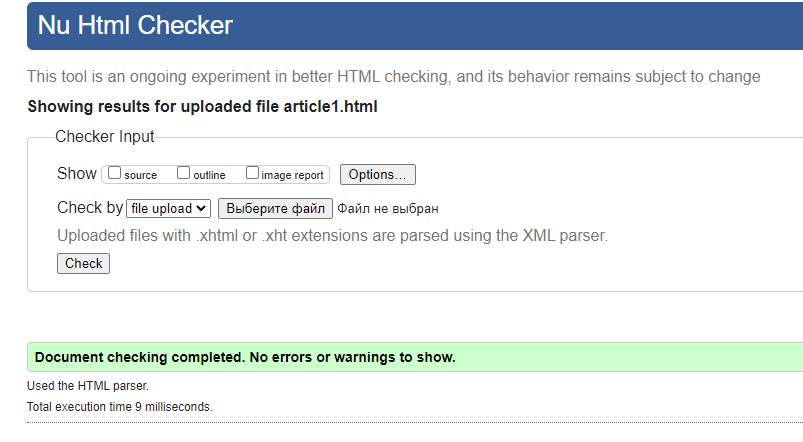 Nu Html Checker
This tool is an ongoing experiment in better HTML checking, and its behavior remains subject to change
Showing results for uploaded file article1.html
Checker Input
Show source outline image report Options...
Check by file upload Выберите файл Файл не выбран
Uploaded files with .xhtml or .xht extensions are parsed using the XML parser.
Check
Document checking completed. No errors or warnings to show.
Used the HTML parser.
Total execution time 9 milliseconds.